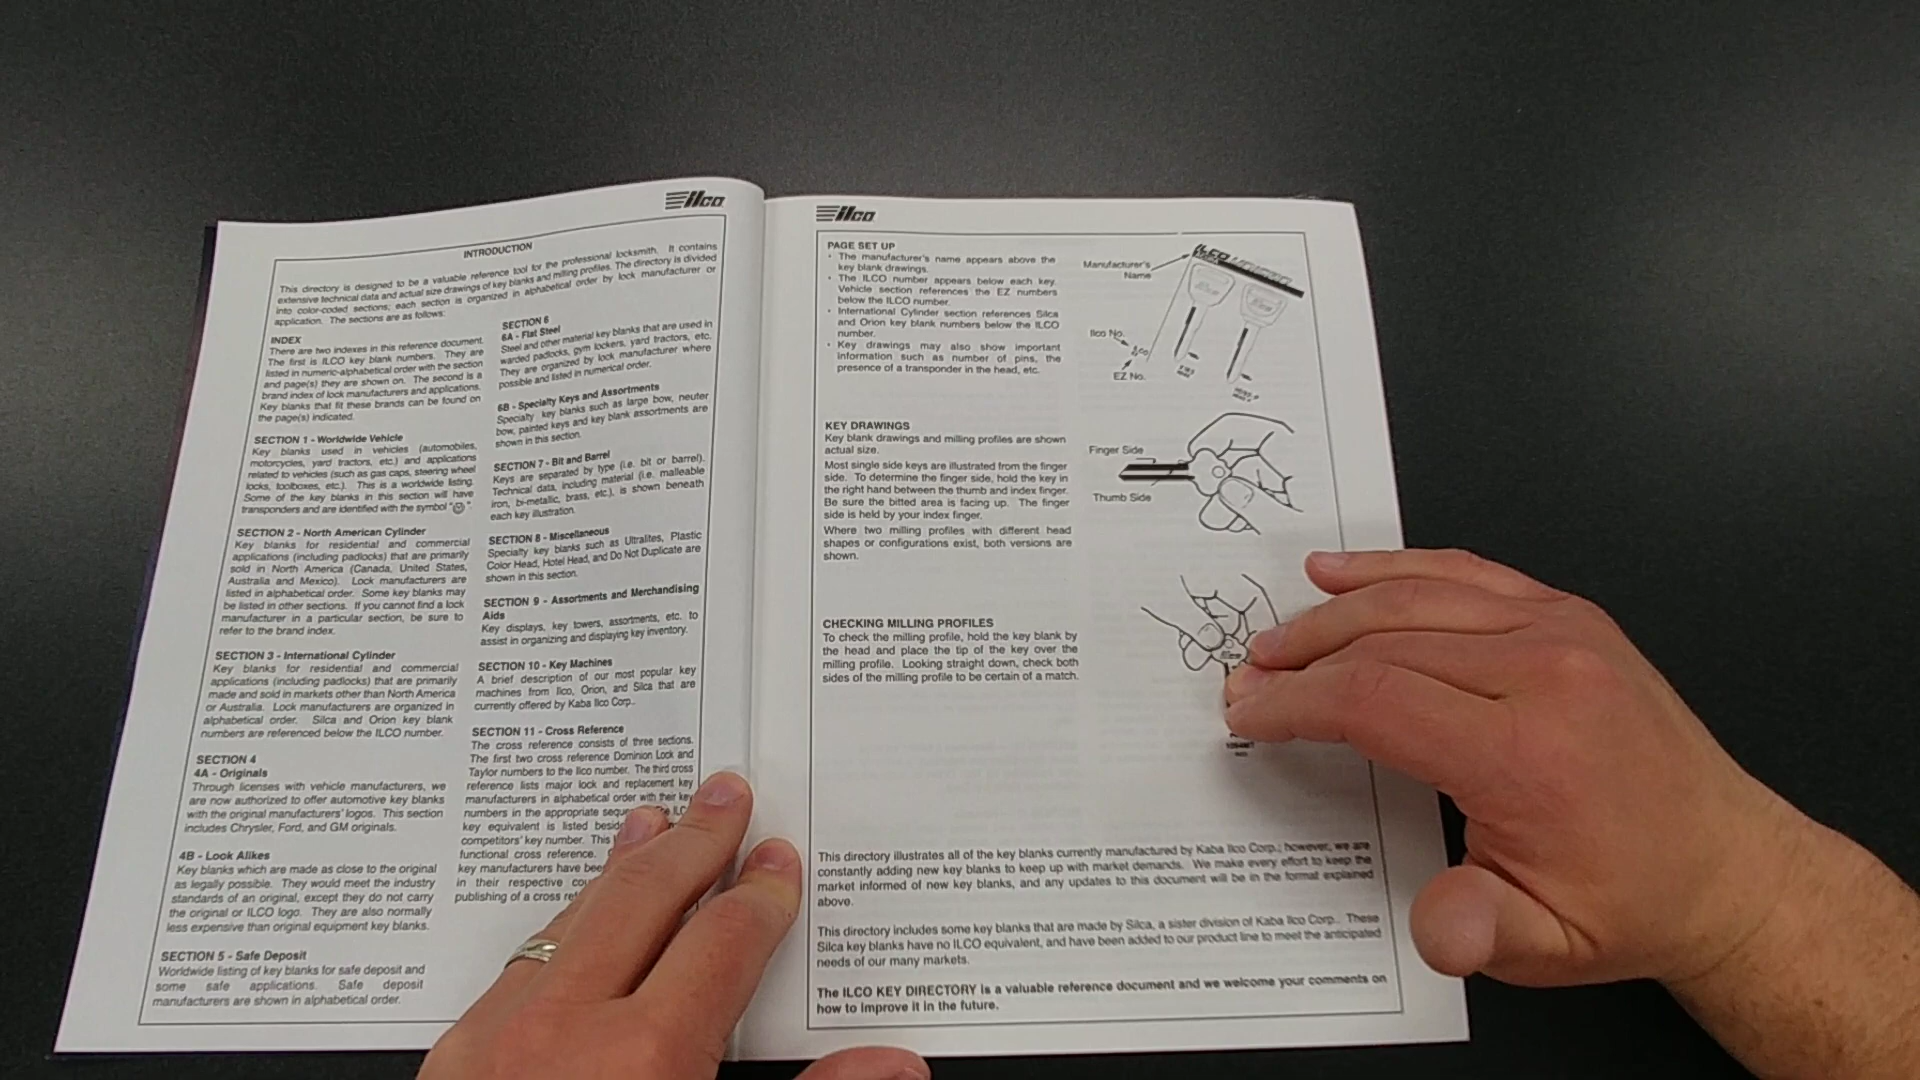 ilco
INTRODUCTION
This directory is designed to be a valuable reference tool for the professional locksmith. It contains
extensive technical data and actual size drawings of key blanks and milling profiles. The directory is divided
into color-coded sections; each section is organized in alphabetical order by lock manufacturer or
application. The sections are as follows:
INDEX
There are two indexes in this reference document.
The first is ILCO key blank numbers. They are
listed in numeric-alphabetical order with the section
and page(s) they are shown on. The second is a
brand index of lock manufacturers and applications.
Key blanks that fit these brands can be found on
the page(s) indicated.
SECTION 1 - Worldwide Vehicle
Key blanks used in vehicles (automobiles,
motorcycles, yard tractors, etc.) and applications
related to vehicles (such as gas caps, steering wheel
locks, toolboxes, etc.). This is a worldwide listing.
Some of the key blanks in this section will have
transponders and are identified with the symbol " ".
SECTION 2 - North American Cylinder
Key blanks for residential and commercial
applications (including padlocks) that are primarily
sold in North America (Canada, United States,
Australia and Mexico). Lock manufacturers are
listed in alphabetical order. Some key blanks may
be listed in other sections. If you cannot find a lock
manufacturer in a particular section, be sure to
refer to the brand index.
SECTION 3 - International Cylinder
Key blanks for residential and commercial
applications (including padlocks) that are primarily
made and sold in markets other than North America
or Australia. Lock manufacturers are organized in
alphabetical order. Silca and Orion key blank
numbers are referenced below the ILCO number.
SECTION 4
4A - Originals
Through licenses with vehicle manufacturers, we
are now authorized to offer automotive key blanks
with the original manufacturers' logos. This section
includes Chrysler, Ford, and GM originals.
4B - Look Alikes
Key blanks which are made as close to the original
as legally possible. They would meet the industry
standards of an original, except they do not carry
the original or ILCO logo. They are also normally
less expensive than original equipment key blanks.
SECTION 5 - Safe Deposit
Worldwide listing of key blanks for safe deposit and
some safe applications. Safe deposit
manufacturers are shown in alphabetical order.
SECTION 6
6A - Flat Steel
Steel and other material key blanks that are used in
warded padlocks, gym lockers, yard tractors, etc.
They are organized by lock manufacturer where
possible and listed in numerical order.
6B - Specialty Keys and Assortments
Specialty key blanks such as large bow, neuter
bow, painted keys and key blank assortments are
shown in this section.
SECTION 7 - Bit and Barrel
Keys are separated by type (i.e. bit or barrel).
Technical data, including material (i.e. malleable
iron, bi-metallic, brass, etc.), is shown beneath
each key illustration.
SECTION 8 - Miscellaneous
Specialty key blanks such as Ultralites, Plastic
Color Head, Hotel Head, and Do Not Duplicate are
shown in this section.
SECTION 9 - Assortments and Merchandising
Aids
Key displays, key towers, assortments, etc. to
assist in organizing and displaying key inventory.
SECTION 10 - Key Machines
A brief description of our most popular key
machines from Ilco, Orion, and Silca that are
currently offered by Kaba Ilco Corp..
SECTION 11 - Cross Reference
The cross reference consists of three sections.
The first two cross reference Dominion Lock and
Taylor numbers to the Ilco number. The third cross
reference lists major lock and replacement key
manufacturers in alphabetical order with their key
numbers in the appropriate
key equivalent is listed
competitors' key number. This
functional cross reference.
key manufacturers have
in their respective
publishing of a cross
ilco
PAGE SET UP
· The manufacturer's name appears above the
key blank drawings.
· The ILCO number appears below each key.
Vehicle section references the EZ numbers
below the ILCO number.
· International Cylinder section references Silca
and Orion key blank numbers below the ILCO
number.
· Key drawings may also show important
information such as number of pins, the
presence of a transponder in the head, etc.
Manufacturer's
Name
ILCO
Ilco No.
EZ No.
KEY DRAWINGS
Key blank drawings and milling profiles are shown
actual size.
Most single side keys are illustrated from the finger
side. To determine the finger side, hold the key in
the right hand between the thumb and index finger.
Be sure the bitted area is facing up. The finger
side is held by your index finger.
Where two milling profiles with different head
shapes or configurations exist, both versions are
shown.
Finger Side
Thumb Side
CHECKING MILLING PROFILES
To check the milling profile, hold the key blank by
the head and place the tip of the key over the
milling profile. Looking straight down, check both
sides of the milling profile to be certain of a match.
This directory illustrates all of the key blanks currently manufactured by Kaba Ilco Corp.; however, we are
constantly adding new key blanks to keep up with market demands. We make every effort to keep the
market informed of new key blanks, and any updates to this document will be in the format explained
above.
This directory includes some key blanks that are made by Silca, a sister division of Kaba Ilco Corp.. These
Silca key blanks have no ILCO equivalent, and have been added to our product line to meet the anticipated
needs of our many markets.
The ILCO KEY DIRECTORY is a valuable reference document and we welcome your comments on
how to improve it in the future.